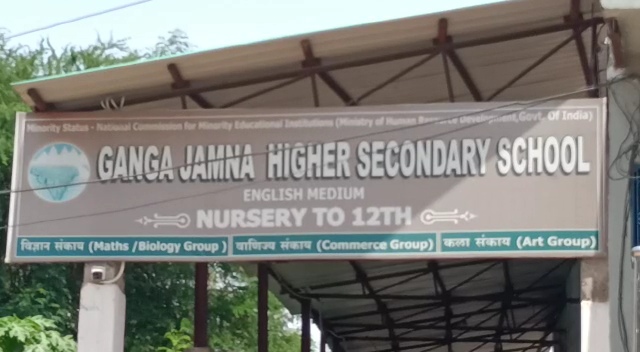 Minority Status - National Commission for Minority Educational Institutions (Ministry of Human Resource Development, Govt. Of India)
GANGA JAMNA HIGHER SECONDARY SCHOOL
ENGLISH MEDIUM
NURSERY TO 12TH
विज्ञान संकाय (Maths /Biology Group ) वाणिज्य संकाय (Commerce Group) कला संकाय (Art Group)